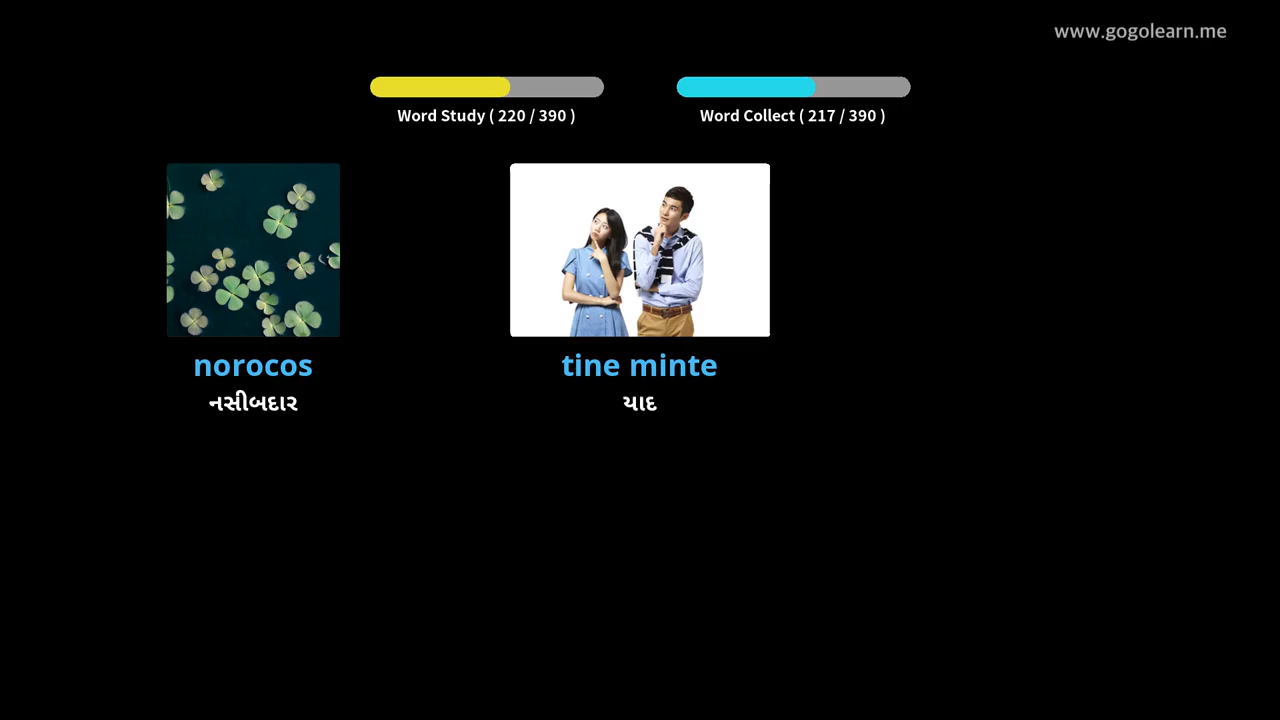 www.gogolearn.me
Word Study ( 220 / 390 )
Word Collect ( 217 / 390 )
norocos
નસીબદાર
tine minte
યાદ